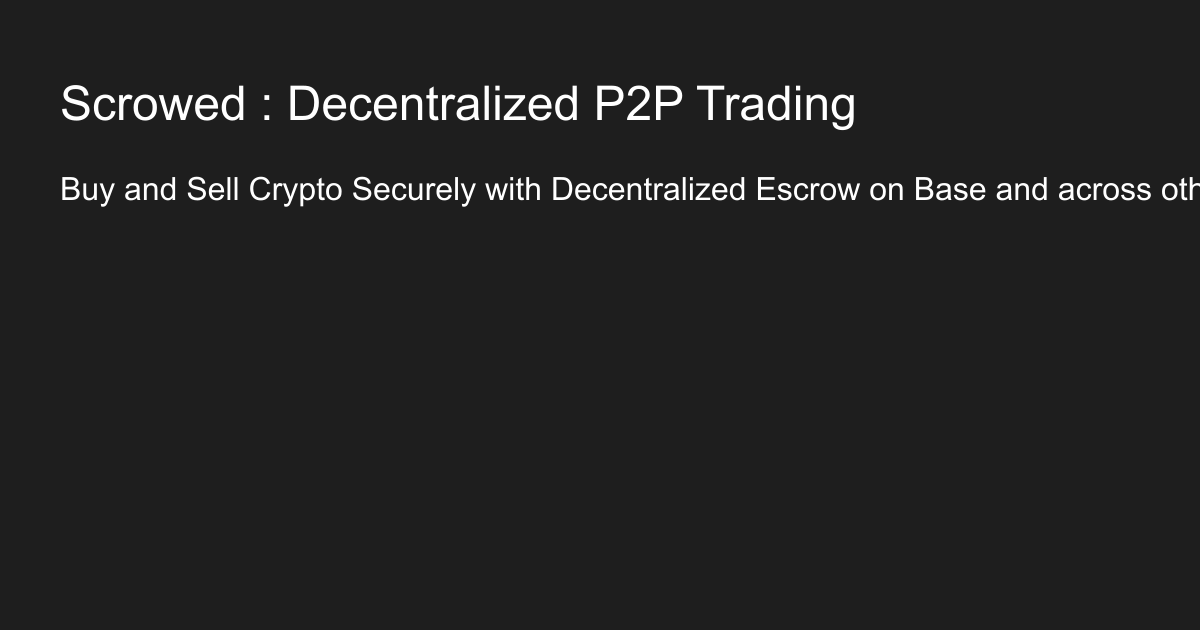 Scrowed : Decentralized P2P Trading
Buy and Sell Crypto Securely with Decentralized Escrow on Base and across